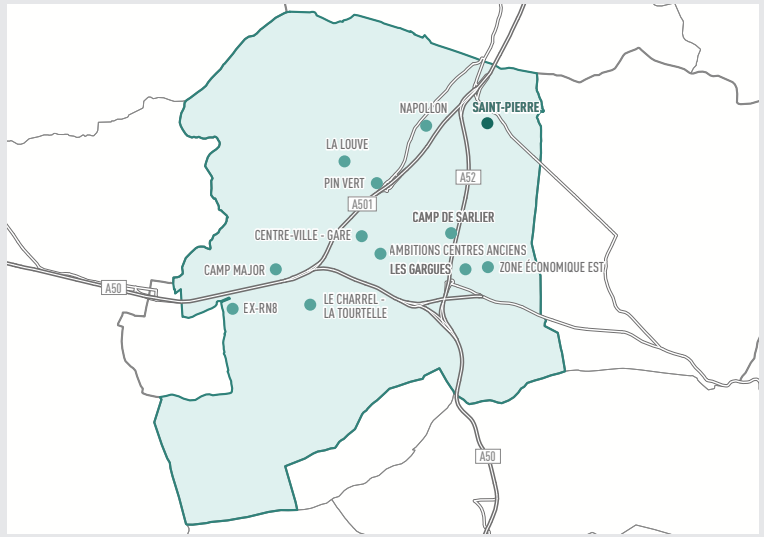 NAPOLLON
SAINT-PIERRE
LA LOUVE
PIN VERT
A52
A501
CAMP DE SARLIER
CENTRE-VILLE - GARE
AMBITIONS CENTRES ANCIENS
CAMP MAJOR
LES GARGUES
ZONE ÉCONOMIQUE EST
A50
EX-RN8
LE CHARREL -
LA TOURTELLE
A50